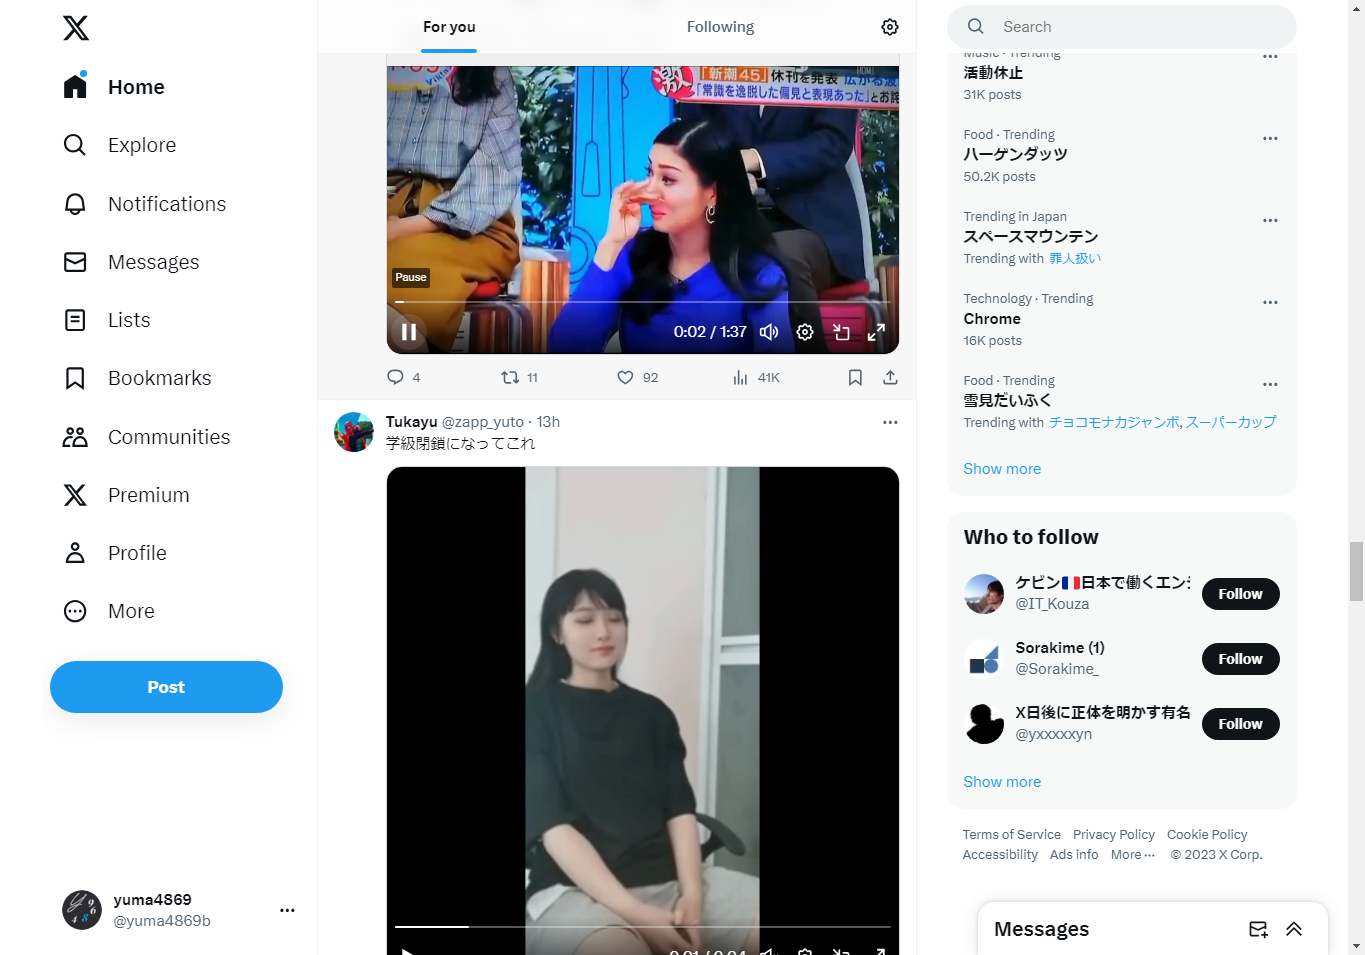 Home
Explore
Notifications
Messages
Lists
Bookmarks
Communities
Premium
Profile
More
Post
yuma4869
@yuma4869b
For you
Following
「新潮45」休刊を発表
「常識を逸脱した偏見と表現あった」とお詫
Pause
0:02 / 1:37
4
11
92
41K
Tukayu @zapp_yuto · 13h
学級閉鎖になってこれ
0:01 / 0:04
Search
Music · Trending
活動休止
31K posts
Food · Trending
ハーゲンダッツ
50.2K posts
Trending in Japan
スペースマウンテン
Trending with 罪人扱い
Technology · Trending
Chrome
16K posts
Food · Trending
雪見だいふく
Trending with チョコモナカジャンボ, スーパーカップ
Show more
Who to follow
ケビン🇫🇷日本で働くエンジ
@IT_Kouza
Follow
Sorakime (1)
@Sorakime_
Follow
X日後に正体を明かす有名
@yxxxxxyn
Follow
Show more
Terms of Service Privacy Policy Cookie Policy
Accessibility Ads info More ··· © 2023 X Corp.
Messages